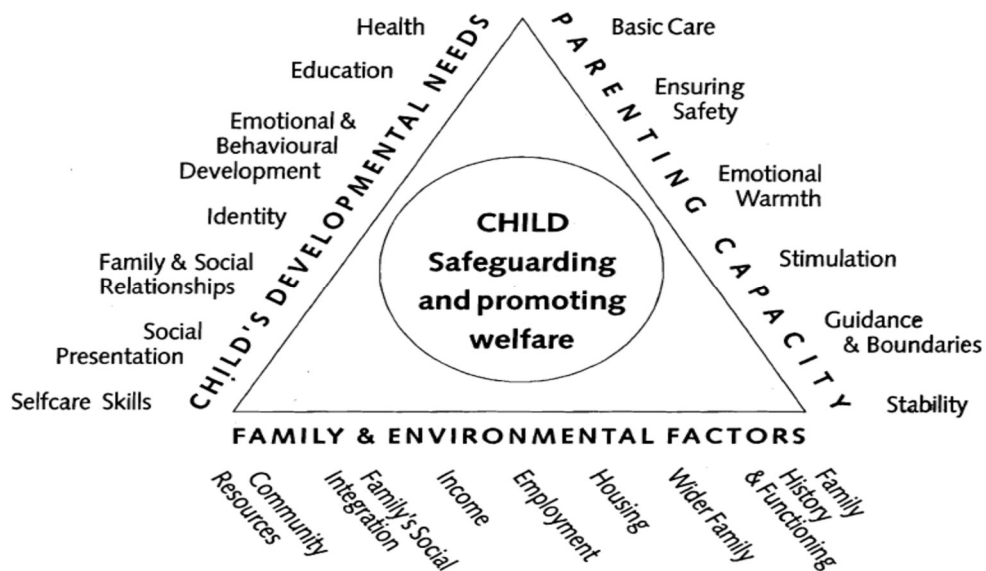 Health
Education
Emotional &
Behavioural
Development
Identity
Family & Social
Relationships
Social
Presentation
Selfcare Skills
CHILD'S DEVELOPMENTAL NEEDS
CHILD
Safeguarding
and promoting
welfare
PARENTING CAPACITY
Basic Care
Ensuring
Safety
Emotional
Warmth
Stimulation
Guidance
& Boundaries
Stability
FAMILY & ENVIRONMENTAL FACTORS
Community
Resources
Family's Social
Integration
Income
Employment
Housing
Wider Family
Family
History
& Functioning